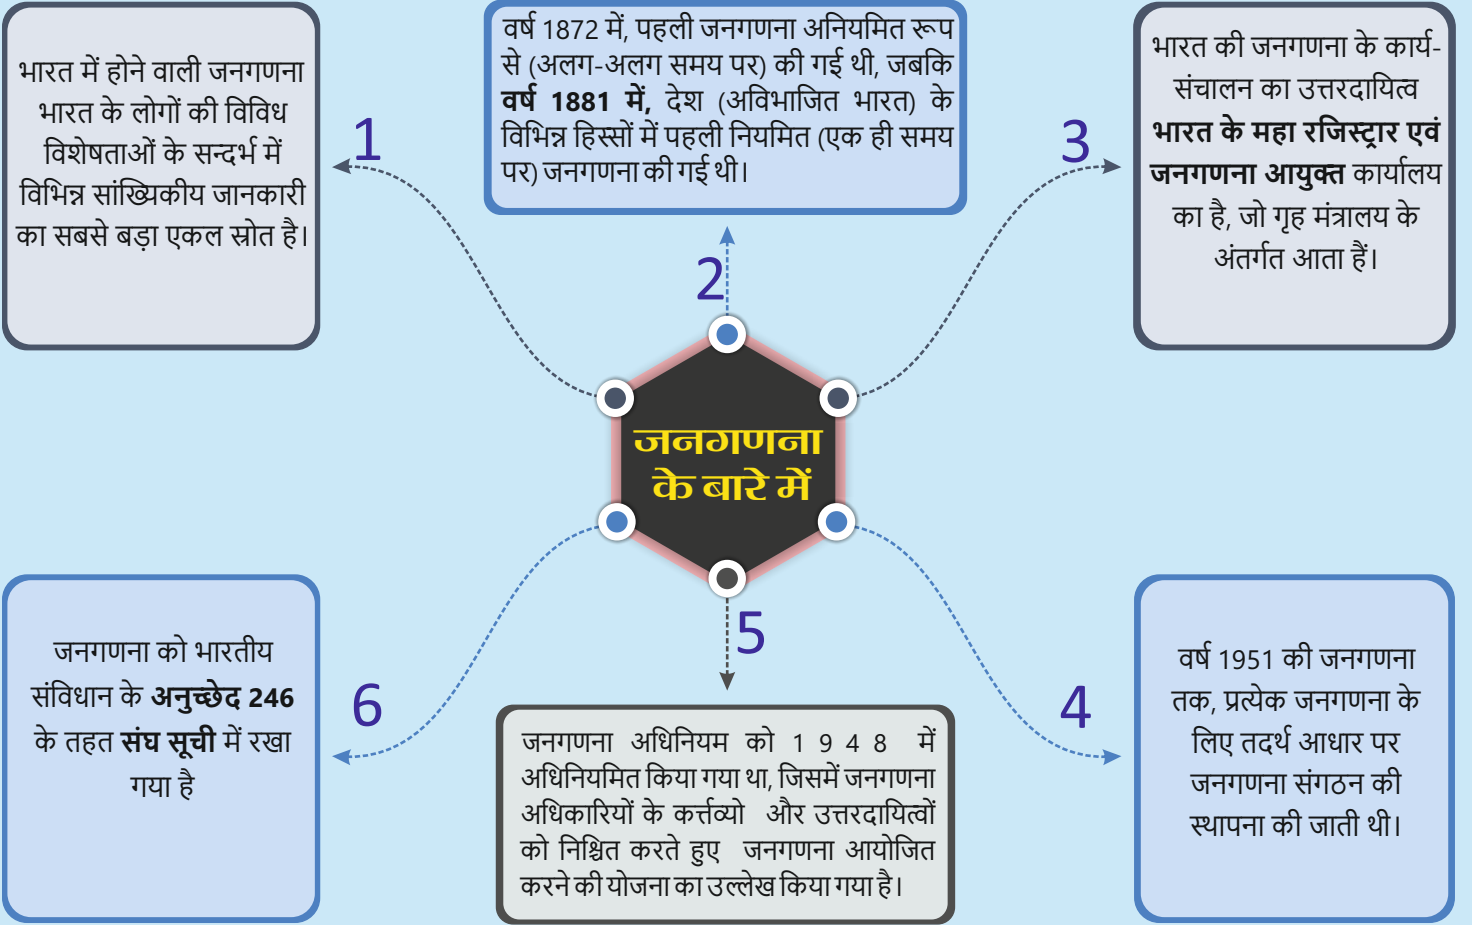 जनगणना
के बारे में
1
भारत में होने वाली जनगणना
भारत के लोगों की विविध
विशेषताओं के सन्दर्भ में
विभिन्न सांख्यिकीय जानकारी
का सबसे बड़ा एकल स्रोत है।
2
वर्ष 1872 में, पहली जनगणना अनियमित रूप
से (अलग-अलग समय पर) की गई थी, जबकि
वर्ष 1881 में, देश (अविभाजित भारत) के
विभिन्न हिस्सों में पहली नियमित (एक ही समय
पर) जनगणना की गई थी।
3
भारत की जनगणना के कार्य-
संचालन का उत्तरदायित्व
भारत के महा रजिस्ट्रार एवं
जनगणना आयुक्त कार्यालय
का है, जो गृह मंत्रालय के
अंतर्गत आता हैं।
4
वर्ष 1951 की जनगणना
तक, प्रत्येक जनगणना के
लिए तदर्थ आधार पर
जनगणना संगठन की
स्थापना की जाती थी।
5
जनगणना अधिनियम को 1 9 4 8 में
अधिनियमित किया गया था, जिसमें जनगणना
अधिकारियों के कर्त्तव्यो और उत्तरदायित्वों
को निश्चित करते हुए जनगणना आयोजित
करने की योजना का उल्लेख किया गया है।
6
जनगणना को भारतीय
संविधान के अनुच्छेद 246
के तहत संघ सूची में रखा
गया है